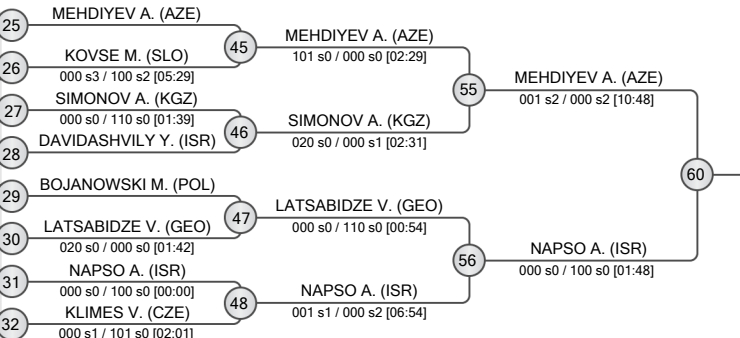 25
MEHDIYEV A. (AZE)
26
KOVSE M. (SLO)
000 s3 / 100 s2 [05:29]
27
SIMONOV A. (KGZ)
000 s0 / 110 s0 [01:39]
28
DAVIDASHVILY Y. (ISR)
29
BOJANOWSKI M. (POL)
30
LATSABIDZE V. (GEO)
020 s0 / 000 s0 [01:42]
31
NAPSO A. (ISR)
000 s0 / 100 s0 [00:00]
32
KLIMES V. (CZE)
000 s1 / 101 s0 [02:01]
45
MEHDIYEV A. (AZE)
101 s0 / 000 s0 [02:29]
46
SIMONOV A. (KGZ)
020 s0 / 000 s1 [02:31]
47
LATSABIDZE V. (GEO)
000 s0 / 110 s0 [00:54]
48
NAPSO A. (ISR)
001 s1 / 000 s2 [06:54]
55
MEHDIYEV A. (AZE)
001 s2 / 000 s2 [10:48]
56
NAPSO A. (ISR)
000 s0 / 100 s0 [01:48]
60